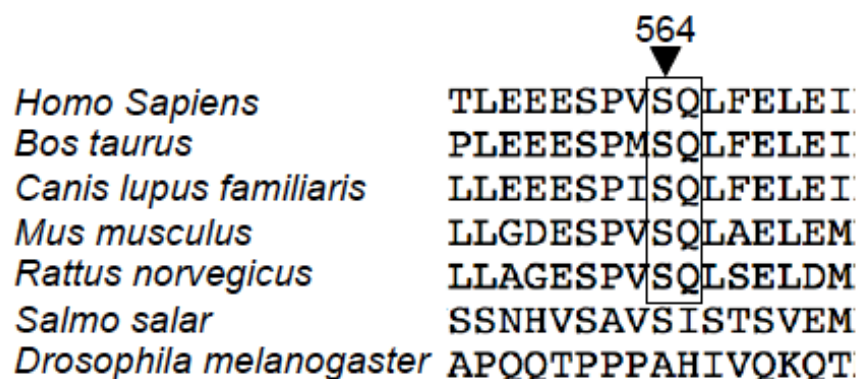 564
Homo Sapiens TLEEESPVSQLFELEI
Bos taurus PLEEESPMSQLFELEI
Canis lupus familiaris LLEEESPISQLFELEI
Mus musculus LLGDESPVSQLAELEM
Rattus norvegicus LLAGESPVSQLSELDM
Salmo salar SSNHVSAVSISTSVEM
Drosophila melanogaster APQQTPPPAHIVQKQT